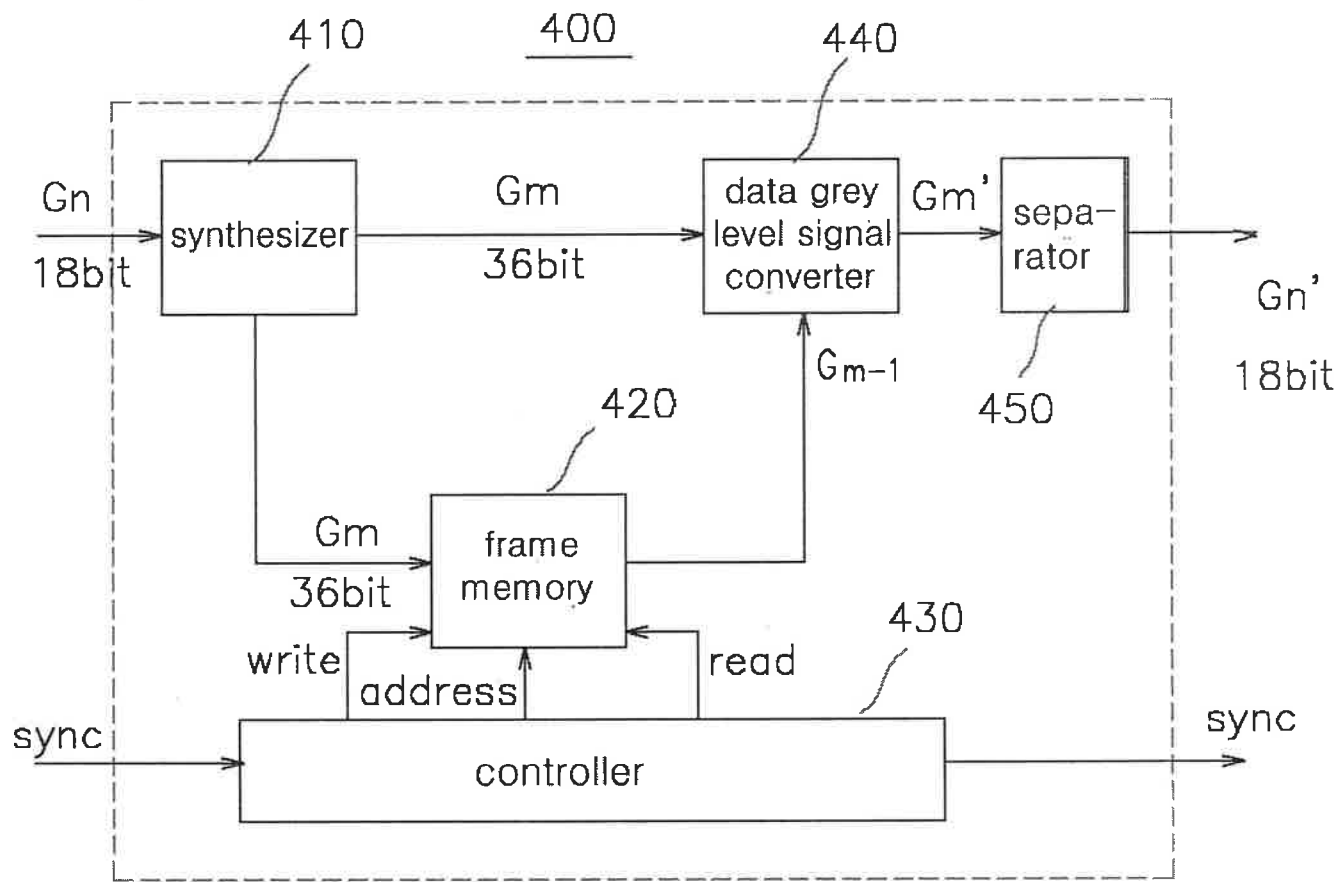 410
400
440
Gn
18bit
synthesizer
Gm
36bit
data grey
level signal
converter
Gm'
sepa-
rator
Gn'
18bit
Gm-1
450
420
Gm
36bit
frame
memory
430
write
address
read
sync
controller
sync